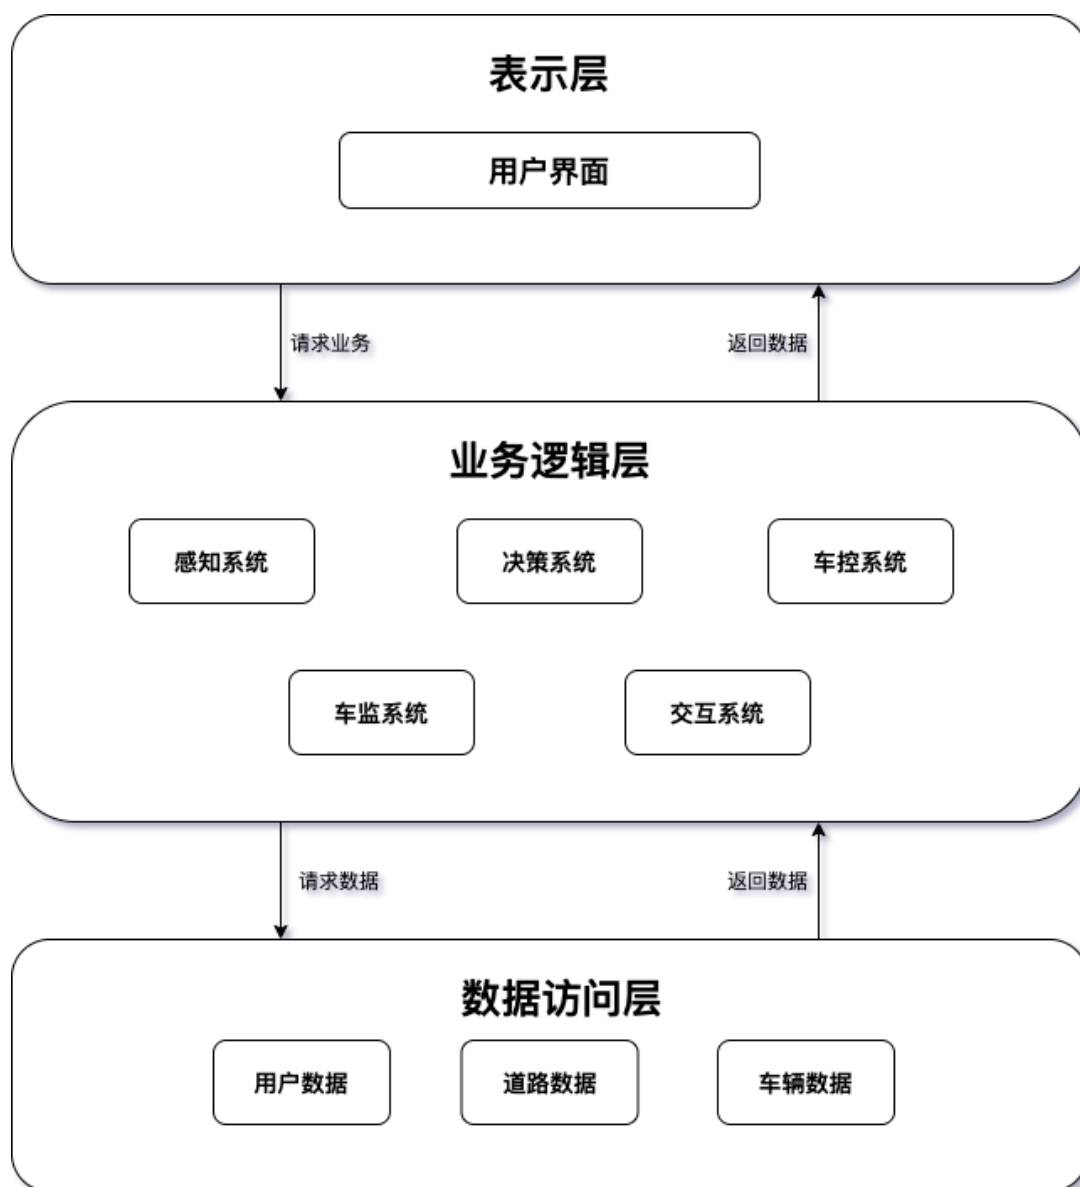 表示层
用户界面
请求业务
返回数据
业务逻辑层
感知系统
决策系统
车控系统
车监系统
交互系统
请求数据
返回数据
数据访问层
用户数据
道路数据
车辆数据